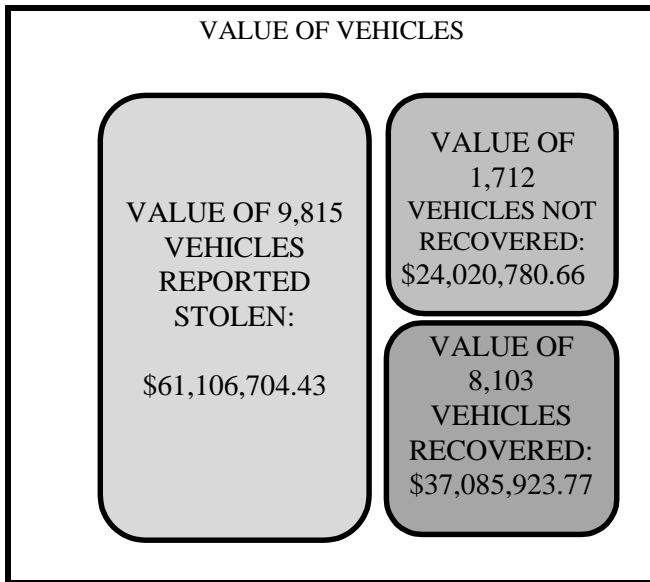 VALUE OF VEHICLES
VALUE OF 9,815
VEHICLES
REPORTED
STOLEN:
$61,106,704.43
VALUE OF
1,712
VEHICLES NOT
RECOVERED:
$24,020,780.66
VALUE OF
8,103
VEHICLES
RECOVERED:
$37,085,923.77